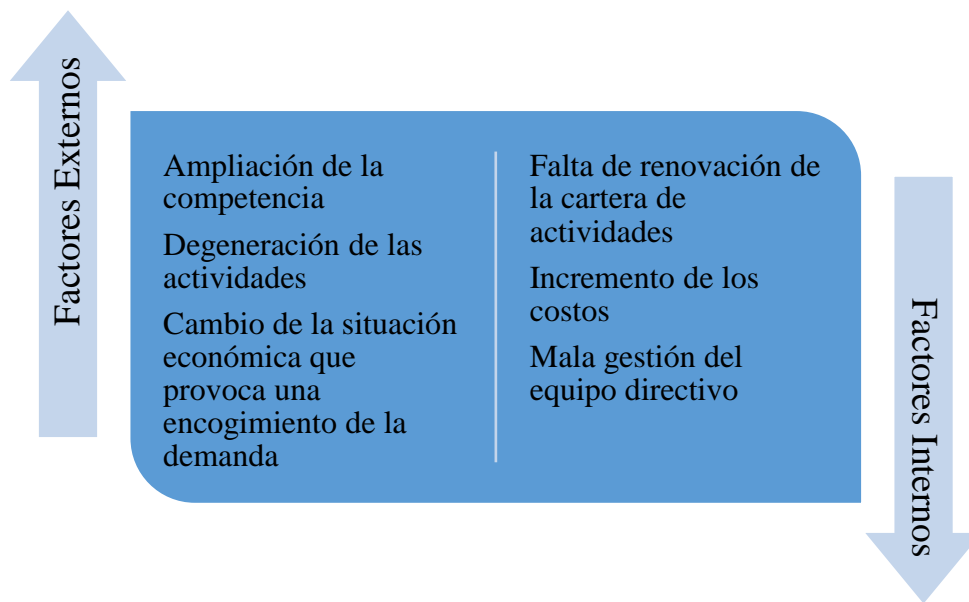 Factores Externos
Ampliación de la
competencia
Degeneración de las
actividades
Cambio de la situación
económica que
provoca una
encogimiento de la
demanda
Falta de renovación de
la cartera de
actividades
Incremento de los
costos
Mala gestión del
equipo directivo
Factores Internos